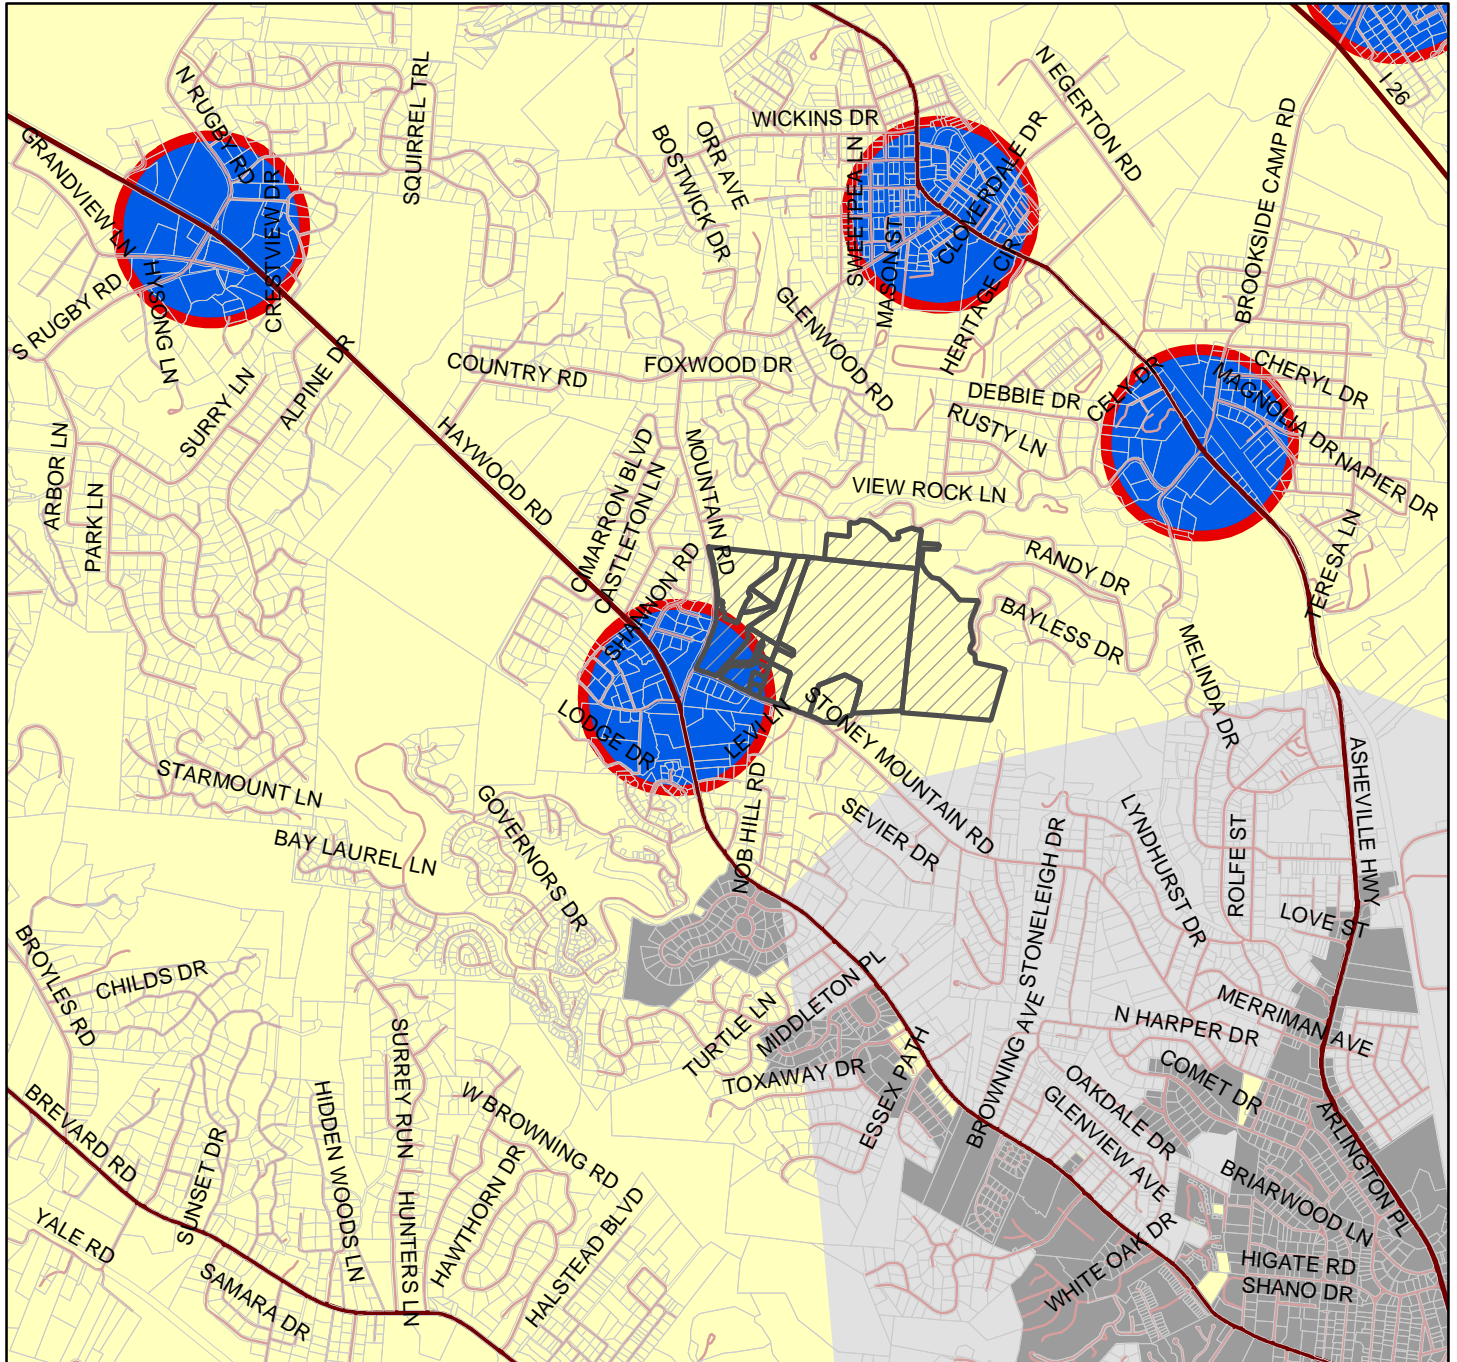 N RUGBY RD
SQUIRREL TRL
GRANDVIEW LN
CRESTVIEW DR
S RUGBY RD
HYSONG LN
SURRY LN
ALPINE DR
ARBOR LN
PARK LN
WICKINS DR
ORR AVE
BOSTWICK DR
SWEETPEA LN
MASON ST
CLOVERDALE DR
HERITAGE CIR
N EGERTON RD
I 26
BROOKSIDE CAMP RD
GLENWOOD RD
COUNTRY RD
FOXWOOD DR
HAYWOOD RD
CIMARRON BLVD
CASTLETON LN
SHANNON RD
MOUNTAIN RD
DEBBIE DR
RUSTY LN
CELY DR
CHERYL DR
MAGNOLIA DR
NAPIER DR
TERESA LN
VIEW ROCK LN
RANDY DR
BAYLESS DR
MELINDA DR
LODGE DR
LEWI LN
STONEY MOUNTAIN RD
STARMOUNT LN
BAY LAUREL LN
GOVERNORS DR
NOB HILL RD
SEVIER DR
STONELEIGH DR
LYNDHURST DR
ROLFE ST
ASHEVILLE HWY
LOVE ST
BROYLES RD
CHILDS DR
TURTLE LN
MIDDLETON PL
TOXAWAY DR
ESSEX PATH
BROWNING AVE
N HARPER DR
MERRIMAN AVE
COMET DR
OAKDALE DR
GLENVIEW AVE
ARLINGTON PL
BRIARWOOD LN
HIGATE RD
SHANO DR
WHITE OAK DR
BREVARD RD
YALE RD
SUNSET DR
SAMARA DR
HIDDEN WOODS LN
SURREY RUN
HUNTERS LN
W BROWNING RD
HAWTHORN DR
HALSTEAD BLVD